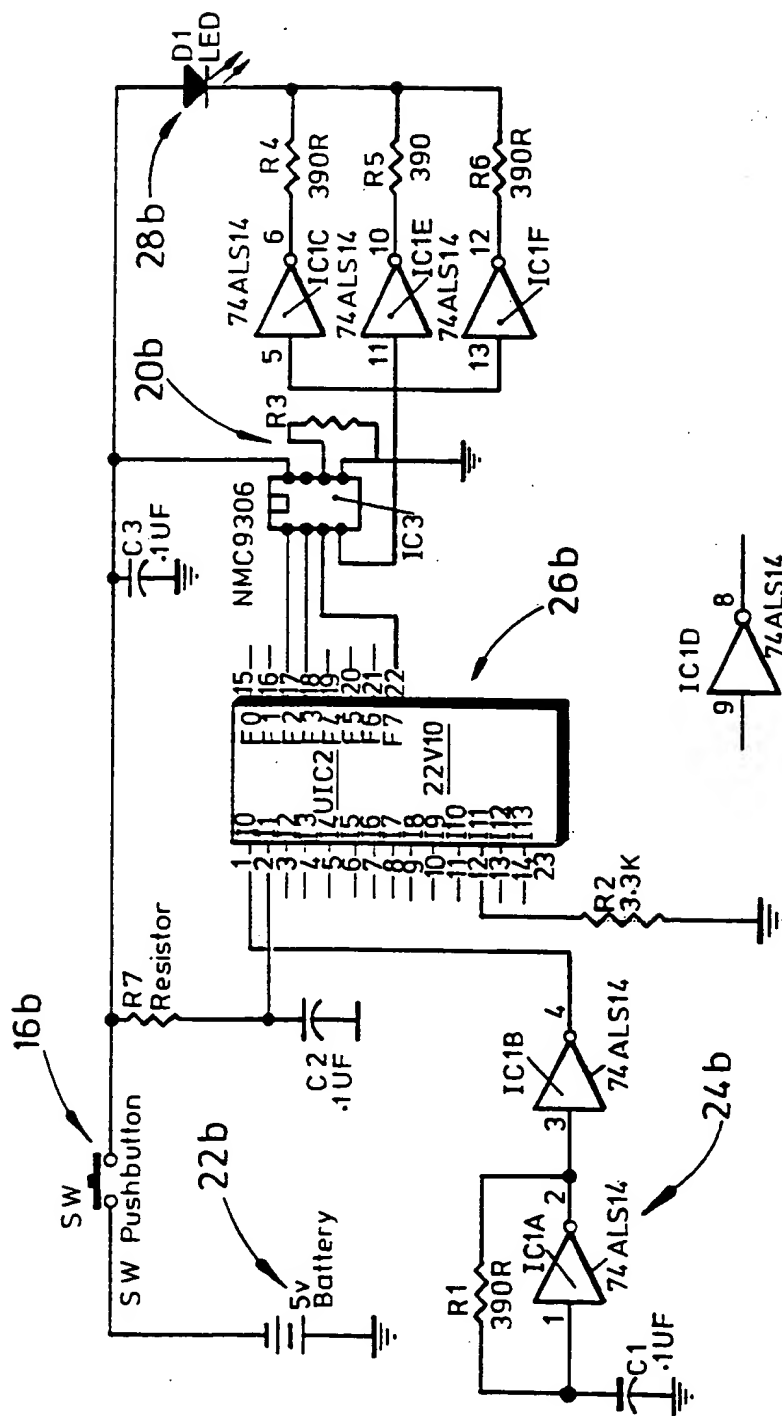 16b
SW
SW Pushbutton
22b
5v
Battery
R7
Resistor
C2
.1UF
C3
.1UF
28b
D1
LED
20b
NMC9306
R3
IC3
R4
390R
R5
390
R6
390R
74ALS14
5
6
IC1C
74ALS14
11
10
IC1E
74ALS14
13
12
IC1F
26b
UIC2
22V10
1
2
3
4
5
6
7
8
9
10
11
12
13
14
23
I0
I1
I2
I3
I4
I5
I6
I7
I8
I9
I10
I11
I12
I13
F0
F1
F2
F3
F4
F5
F6
F7
15
16
17
18
19
20
21
22
R2
3.3K
R1
390R
C1
.1UF
1
2
IC1A
74ALS14
3
4
IC1B
74ALS14
24b
IC1D
9
8
74ALS14